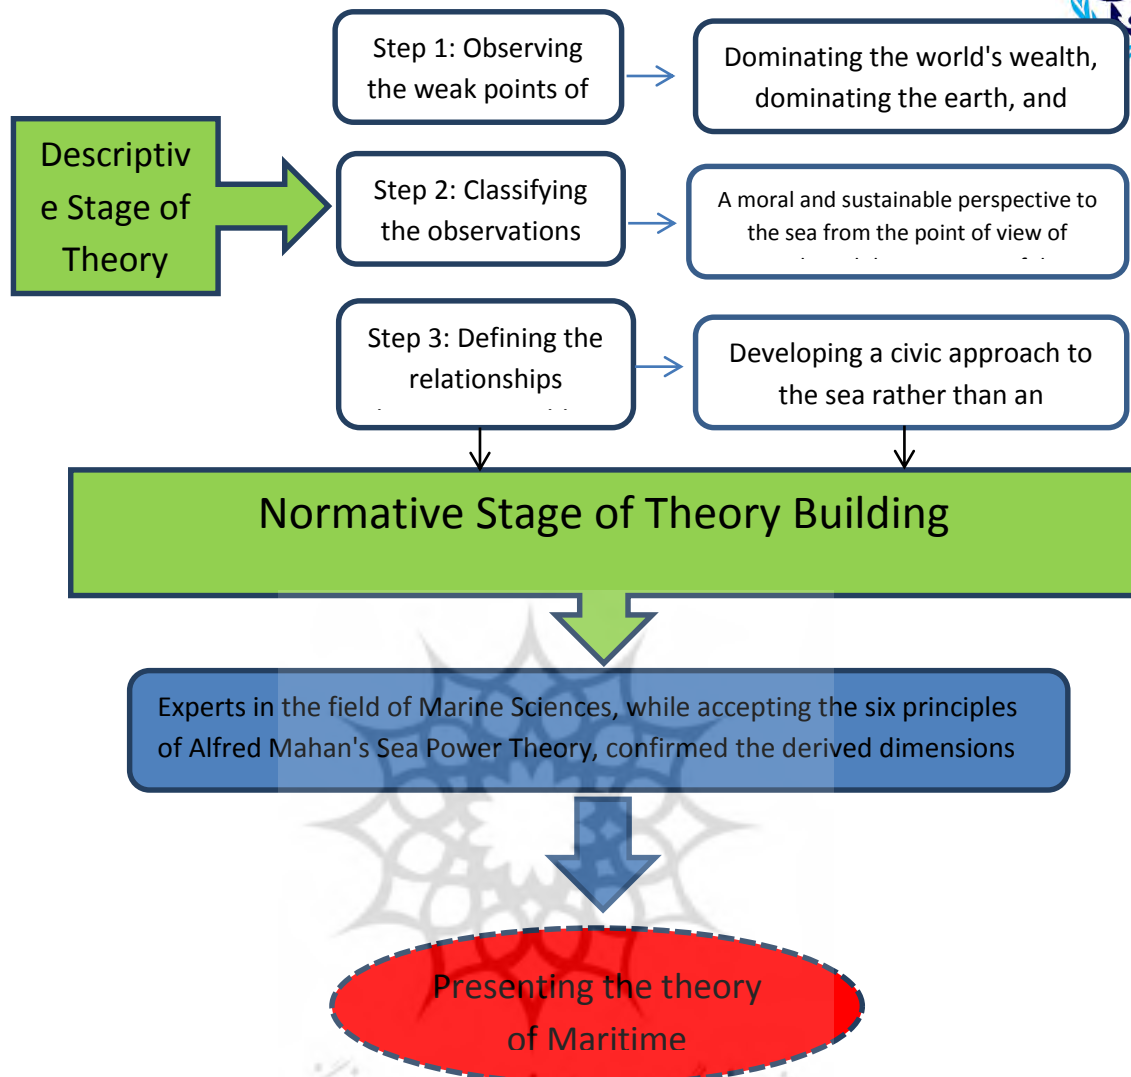 Step 1: Observing
the weak points of
Dominating the world's wealth,
dominating the earth, and
Descriptiv
e Stage of
Theory
Step 2: Classifying
the observations
A moral and sustainable perspective to
the sea from the point of view of
Step 3: Defining the
relationships
Developing a civic approach to
the sea rather than an
Normative Stage of Theory Building
Experts in the field of Marine Sciences, while accepting the six principles
of Alfred Mahan's Sea Power Theory, confirmed the derived dimensions
Presenting the theory
of Maritime